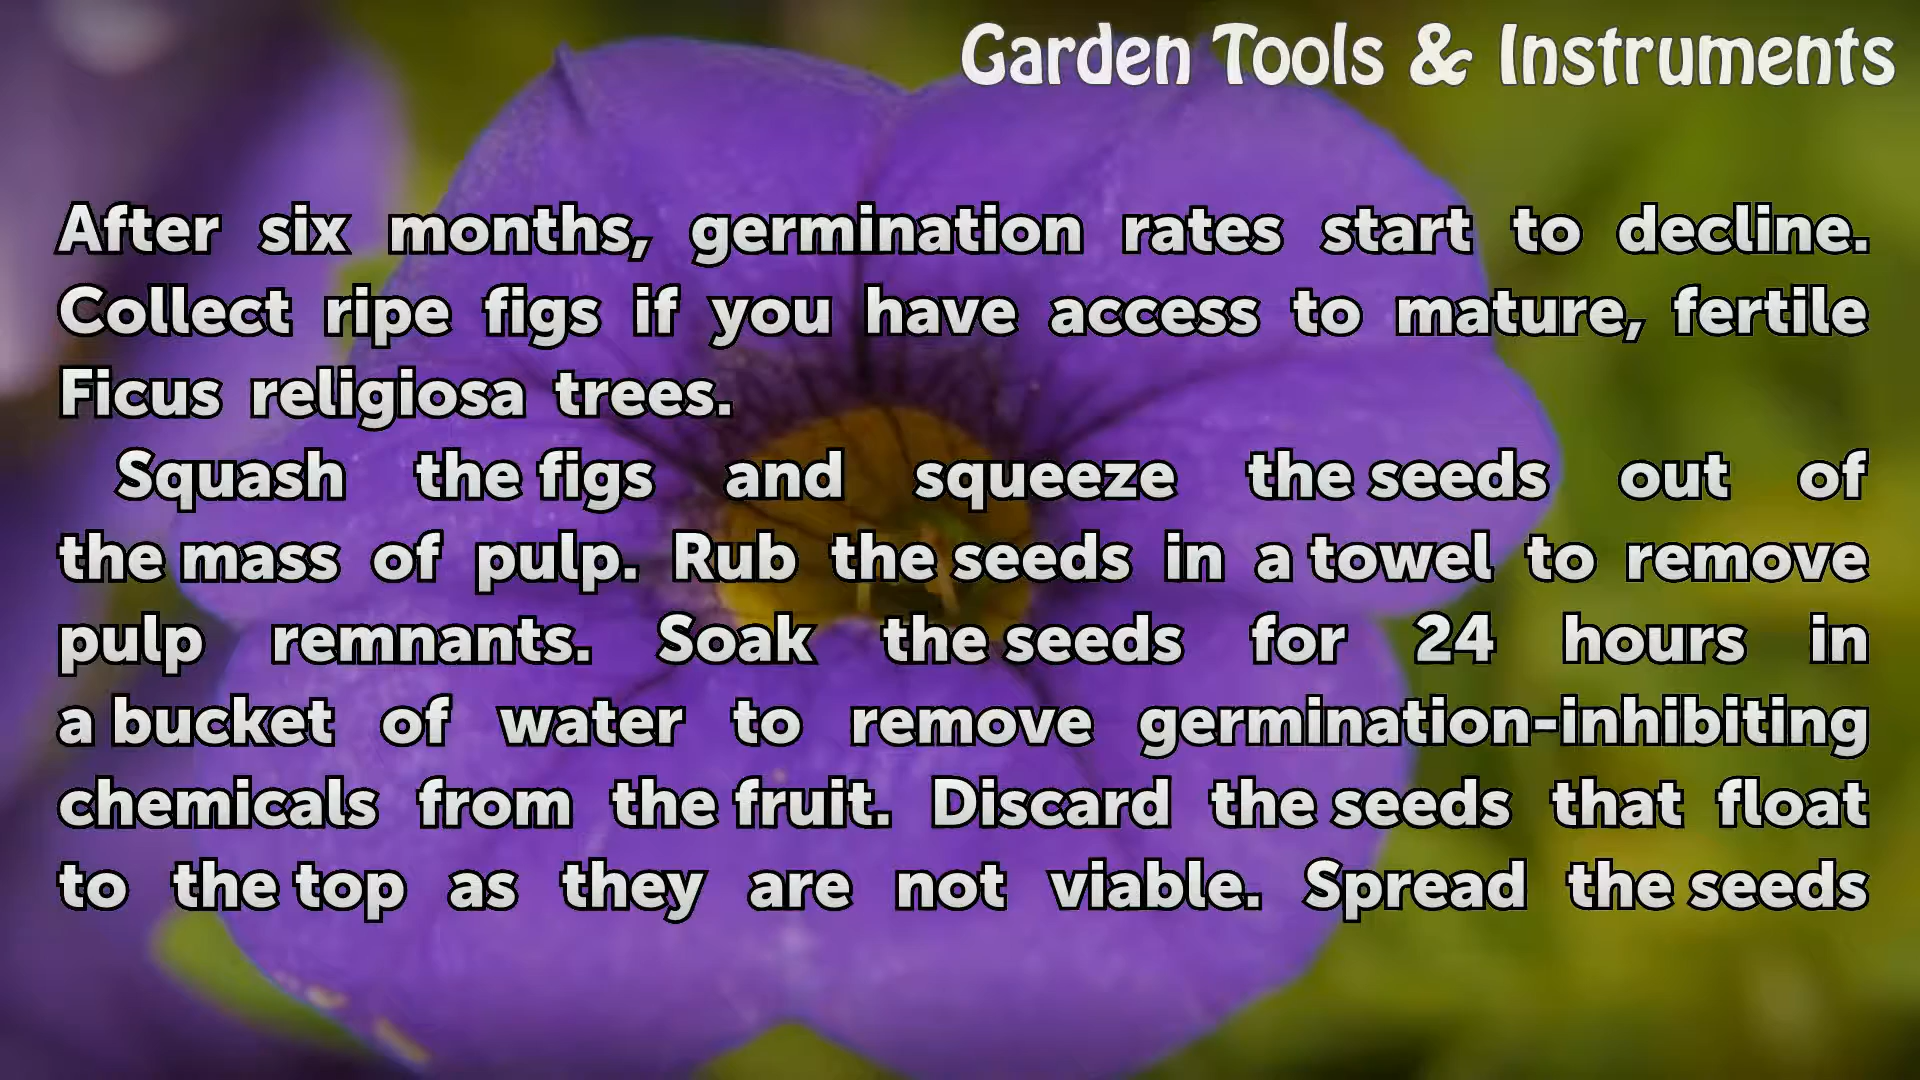 Garden Tools & Instruments
After six months, germination rates start to decline.
Collect ripe figs if you have access to mature, fertile
Ficus religiosa trees.
Squash the figs and squeeze the seeds out of
the mass of pulp. Rub the seeds in a towel to remove
pulp remnants. Soak the seeds for 24 hours in
a bucket of water to remove germination-inhibiting
chemicals from the fruit. Discard the seeds that float
to the top as they are not viable. Spread the seeds